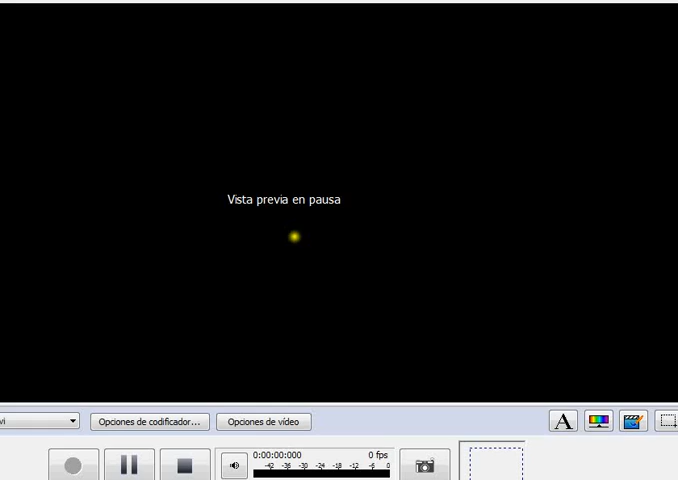 Vista previa en pausa
vi
Opciones de codificador...
Opciones de vídeo
A
0:00:00:000 0 fps
-42 -36 -30 -24 -18 -12 -6 0